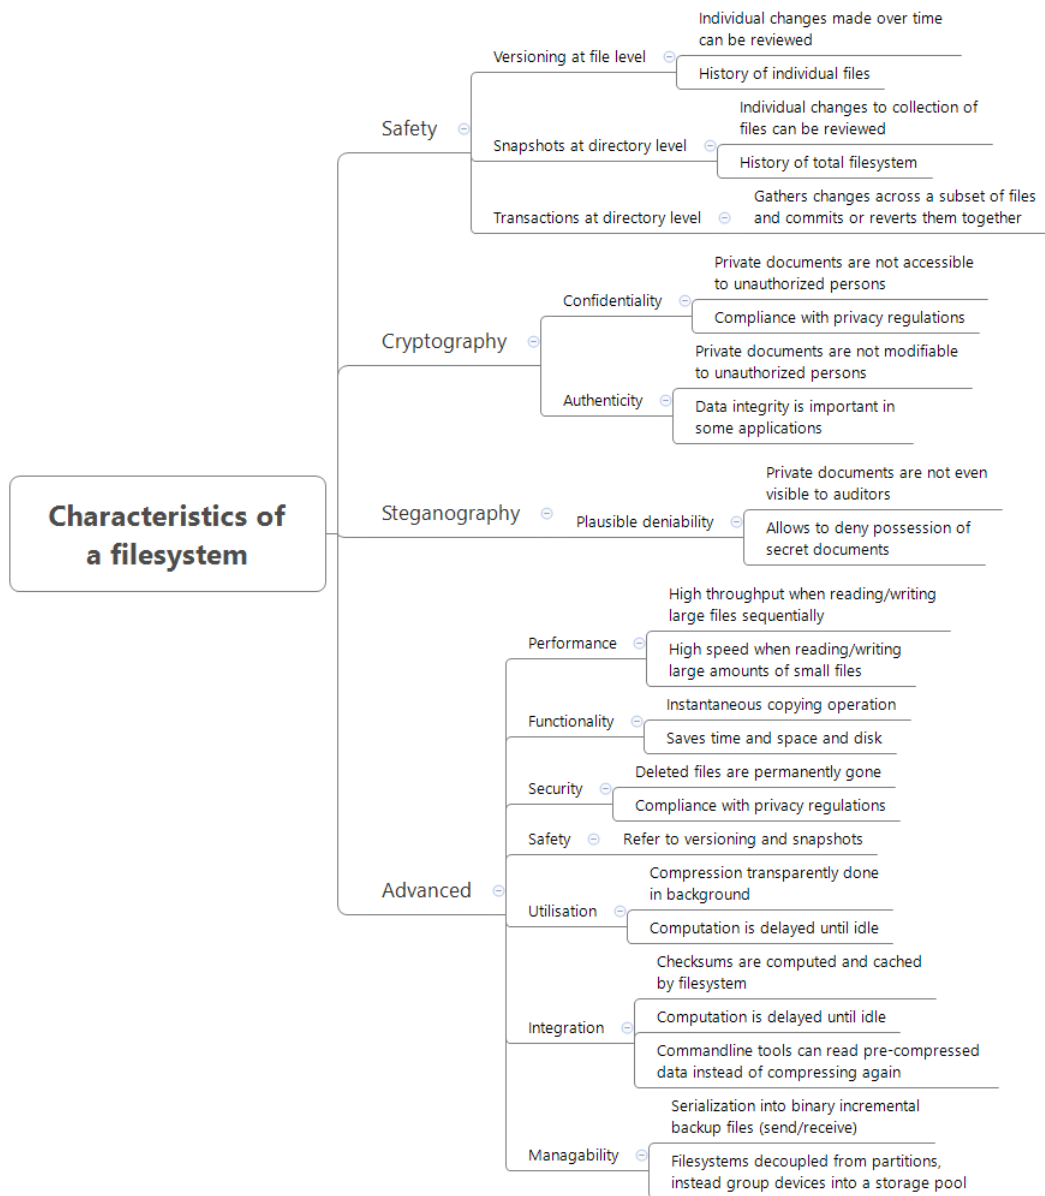 Characteristics of
a filesystem
Safety
Versioning at file level
Individual changes made over time
can be reviewed
History of individual files
Snapshots at directory level
Individual changes to collection of
files can be reviewed
History of total filesystem
Transactions at directory level
Gathers changes across a subset of files
and commits or reverts them together
Cryptography
Confidentiality
Private documents are not accessible
to unauthorized persons
Compliance with privacy regulations
Authenticity
Private documents are not modifiable
to unauthorized persons
Data integrity is important in
some applications
Steganography
Plausible deniability
Private documents are not even
visible to auditors
Allows to deny possession of
secret documents
Advanced
Performance
High throughput when reading/writing
large files sequentially
High speed when reading/writing
large amounts of small files
Functionality
Instantaneous copying operation
Saves time and space and disk
Security
Deleted files are permanently gone
Compliance with privacy regulations
Safety
Refer to versioning and snapshots
Utilisation
Compression transparently done
in background
Computation is delayed until idle
Integration
Checksums are computed and cached
by filesystem
Computation is delayed until idle
Commandline tools can read pre-compressed
data instead of compressing again
Managability
Serialization into binary incremental
backup files (send/receive)
Filesystems decoupled from partitions,
instead group devices into a storage pool